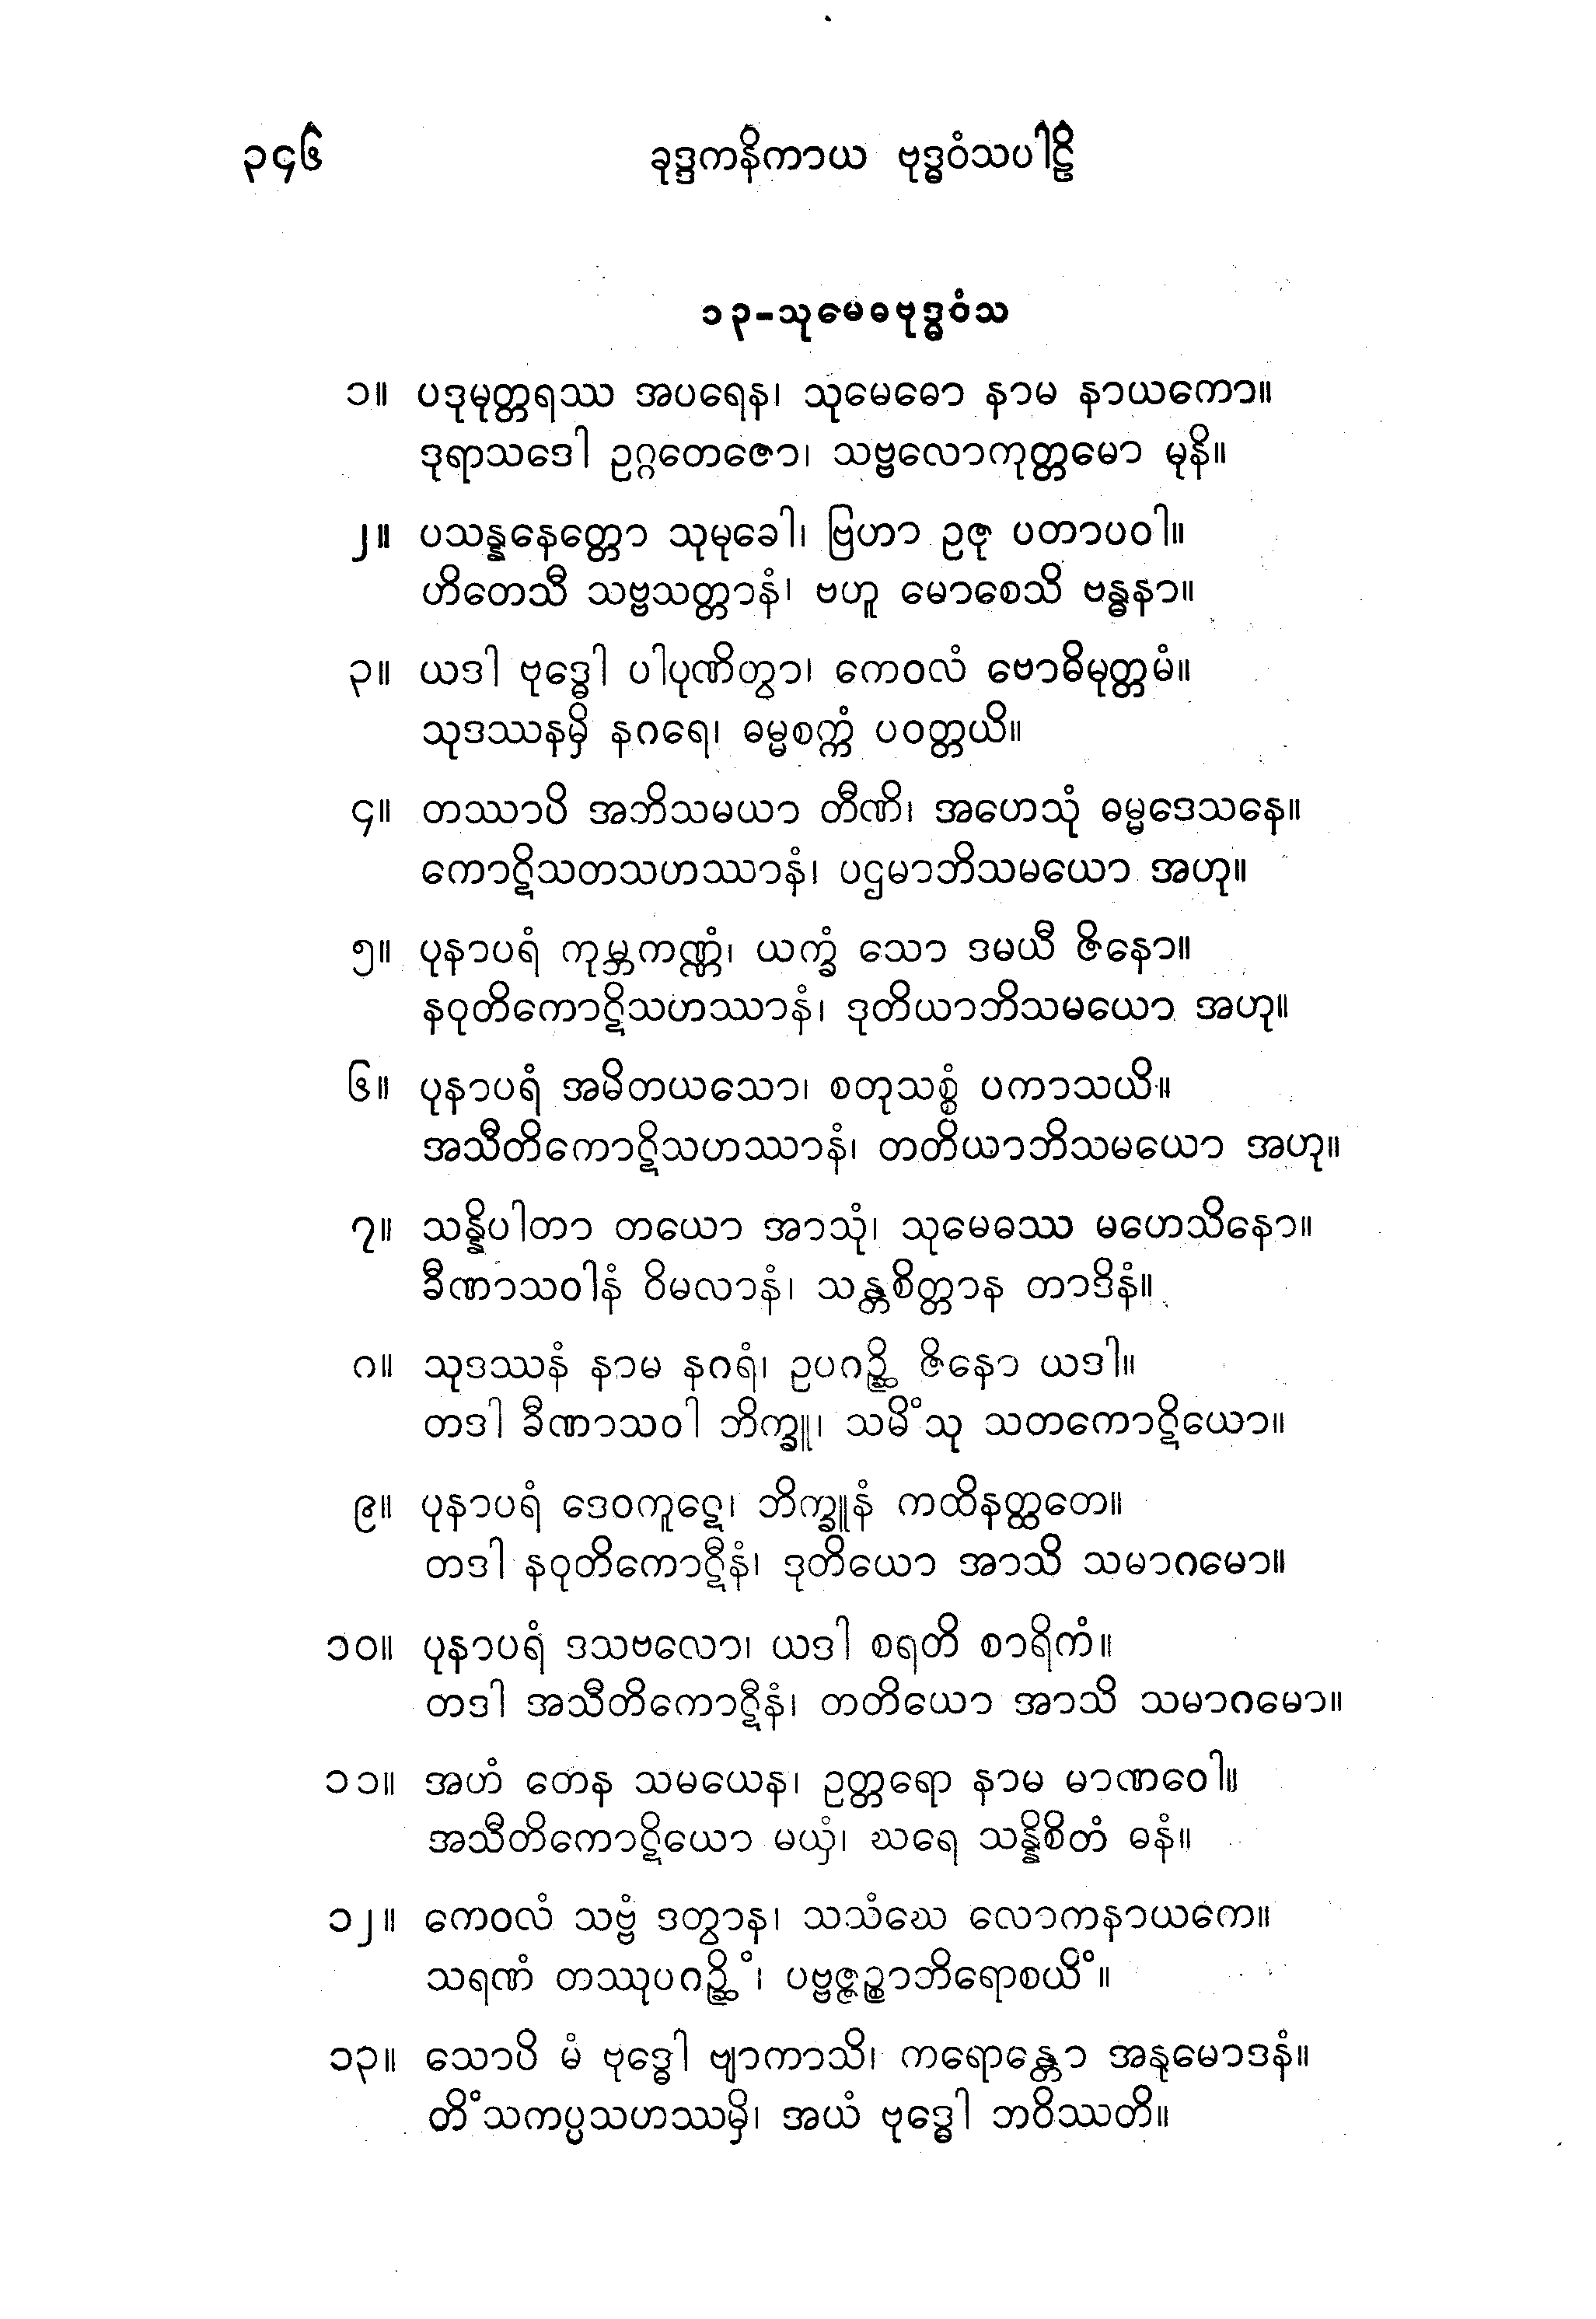 ၃၄၆ ခုဒ္ဒကနိကာယ ဗုဒ္ဓဝံသပါဠိ
၁၃-သုမေဓဗုဒ္ဓဝံသ
၁။ ပဒုမုတ္တရဿ အပရေန၊ သုမေဓော နာမ နာယကော။
ဒုရာသဒေါ ဥဂ္ဂတေဇော၊ သဗ္ဗလောကုတ္တမော မုနိ။
၂။ ပသန္နနေတ္တော သုမုခေါ၊ ဗြဟာ ဥဇု ပတာပဝါ။
ဟိတေသီ သဗ္ဗသတ္တာနံ၊ ဗဟူ မောစေသိ ဗန္ဓနာ။
၃။ ယဒါ ဗုဒ္ဓေါ ပါပုဏိတွာ၊ ကေဝလံ ဗောဓိမုတ္တမံ။
သုဒဿနမှိ နဂရေ၊ ဓမ္မစက္ကံ ပဝတ္တယိ။
၄။ တဿာပိ အဘိသမယာ တီဏိ၊ အဟေသုံ ဓမ္မဒေသနေ။
ကောဋိသတသဟဿာနံ၊ ပဌမာဘိသမယော အဟု။
၅။ ပုနာပရံ ကုမ္ဘကဏ္ဏံ၊ ယက္ခံ သော ဒမယီ ဇိနော။
နဝုတိကောဋိသဟဿာနံ၊ ဒုတိယာဘိသမယော အဟု။
၆။ ပုနာပရံ အမိတယသော၊ စတုသစ္စံ ပကာသယိ။
အသီတိကောဋိသဟဿာနံ၊ တတိယာဘိသမယော အဟု။
၇။ သန္နိပါတာ တယော အာသုံ၊ သုမေဓဿ မဟေသိနော။
ခီဏာသဝါနံ ဝိမလာနံ၊ သန္တစိတ္တာန တာဒိနံ။
၈။ သုဒဿနံ နာမ နဂရံ၊ ဥပဂဉ္ဆိ ဇိနော ယဒါ။
တဒါ ခီဏာသဝါ ဘိက္ခူ၊ သမိံသု သတကောဋိယော။
၉။ ပုနာပရံ ဒေဝကူဋေ၊ ဘိက္ခူနံ ကထိနတ္ထတေ။
တဒါ နဝုတိကောဋီနံ၊ ဒုတိယော အာသိ သမာဂမော။
၁၀။ ပုနာပရံ ဒသဗလော၊ ယဒါ စရတိ စာရိကံ။
တဒါ အသီတိကောဋီနံ၊ တတိယော အာသိ သမာဂမော။
၁၁။ အဟံ တေန သမယေန၊ ဥတ္တရော နာမ မာဏဝေါ။
အသီတိကောဋိယော မယှံ၊ ဃရေ သန္နိစိတံ ဓနံ။
၁၂။ ကေဝလံ သဗ္ဗံ ဒတွာန၊ သသံဃေ လောကနာယကေ။
သရဏံ တဿုပဂဉ္ဆိံ၊ ပဗ္ဗဇ္ဇဉ္စာဘိရောစယိံ။
၁၃။ သောပိ မံ ဗုဒ္ဓေါ ဗျာကာသိ၊ ကရောန္တော အနုမောဒနံ။
တိံသကပ္ပသဟဿမှိ၊ အယံ ဗုဒ္ဓေါ ဘဝိဿတိ။